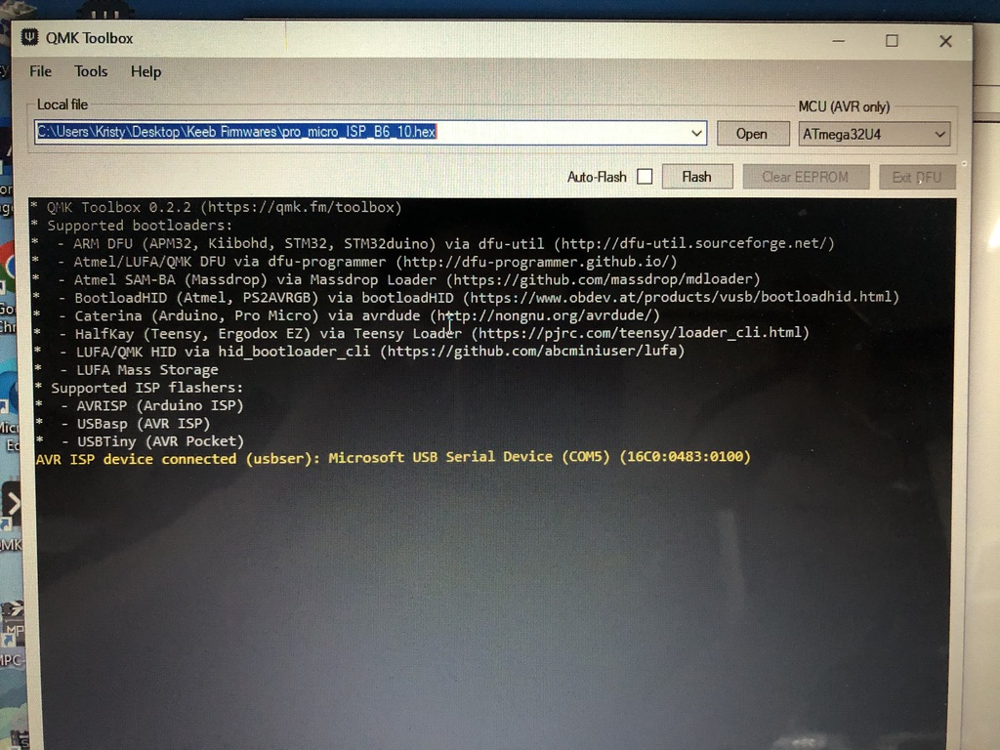 QMK Toolbox
File Tools Help
Local file
MCU (AVR only)
C:\Users\Kristy\Desktop\Keeb Firmwares\pro_micro_ISP_B6_10.hex
Open
ATmega32U4
Auto-Flash
Flash
Clear EEPROM
Exit DFU
* QMK Toolbox 0.2.2 (https://qmk.fm/toolbox)
* Supported bootloaders:
* - ARM DFU (APM32, Kiibohd, STM32, STM32duino) via dfu-util (http://dfu-util.sourceforge.net/)
* - Atmel/LUFA/QMK DFU via dfu-programmer (http://dfu-programmer.github.io/)
* - Atmel SAM-BA (Massdrop) via Massdrop Loader (https://github.com/massdrop/mdloader)
* - BootloadHID (Atmel, PS2AVRGB) via bootloadHID (https://www.obdev.at/products/vusb/bootloadhid.html)
* - Caterina (Arduino, Pro Micro) via avrdude (http://nongnu.org/avrdude/)
* - HalfKay (Teensy, Ergodox EZ) via Teensy Loader (https://pjrc.com/teensy/loader_cli.html)
* - LUFA/QMK HID via hid_bootloader_cli (https://github.com/abcminiuser/lufa)
* - LUFA Mass Storage
* Supported ISP flashers:
* - AVRISP (Arduino ISP)
* - USBasp (AVR ISP)
* - USBTiny (AVR Pocket)
AVR ISP device connected (usbser): Microsoft USB Serial Device (COM5) (16C0:0483:0100)